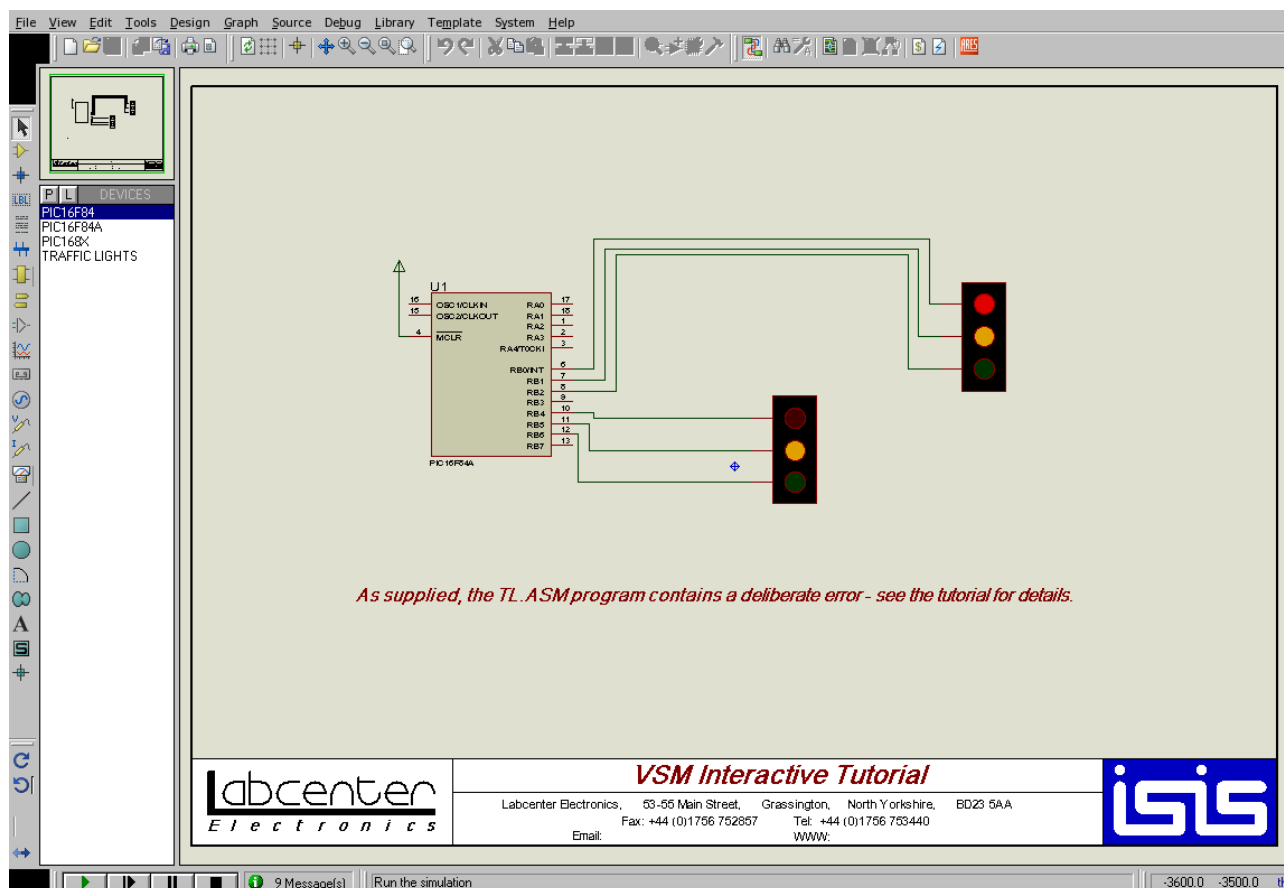 File View Edit Tools Design Graph Source Debug Library Template System Help
ARES
P L DEVICES
PIC16F84
PIC16F84A
PIC168X
TRAFFIC LIGHTS
LBL
A
S
U1
16 OSC1/CLKIN RA0 17
15 OSC2/CLKOUT RA1 18
RA2 1
4 MCLR RA3 2
RA4/T0CKI 3
RB0/INT 6
RB1 7
RB2 8
RB3 9
RB4 10
RB5 11
RB6 12
RB7 13
PIC16F84A
As supplied, the TL.ASM program contains a deliberate error - see the tutorial for details.
Labcenter
Electronics
VSM Interactive Tutorial
Labcenter Electronics, 53-55 Main Street, Grassington, North Yorkshire, BD23 5AA
Fax: +44 (0)1756 752857 Tel: +44 (0)1756 753440
Email: WWW:
isis
9 Message(s) Run the simulation -3600.0 -3500.0 th